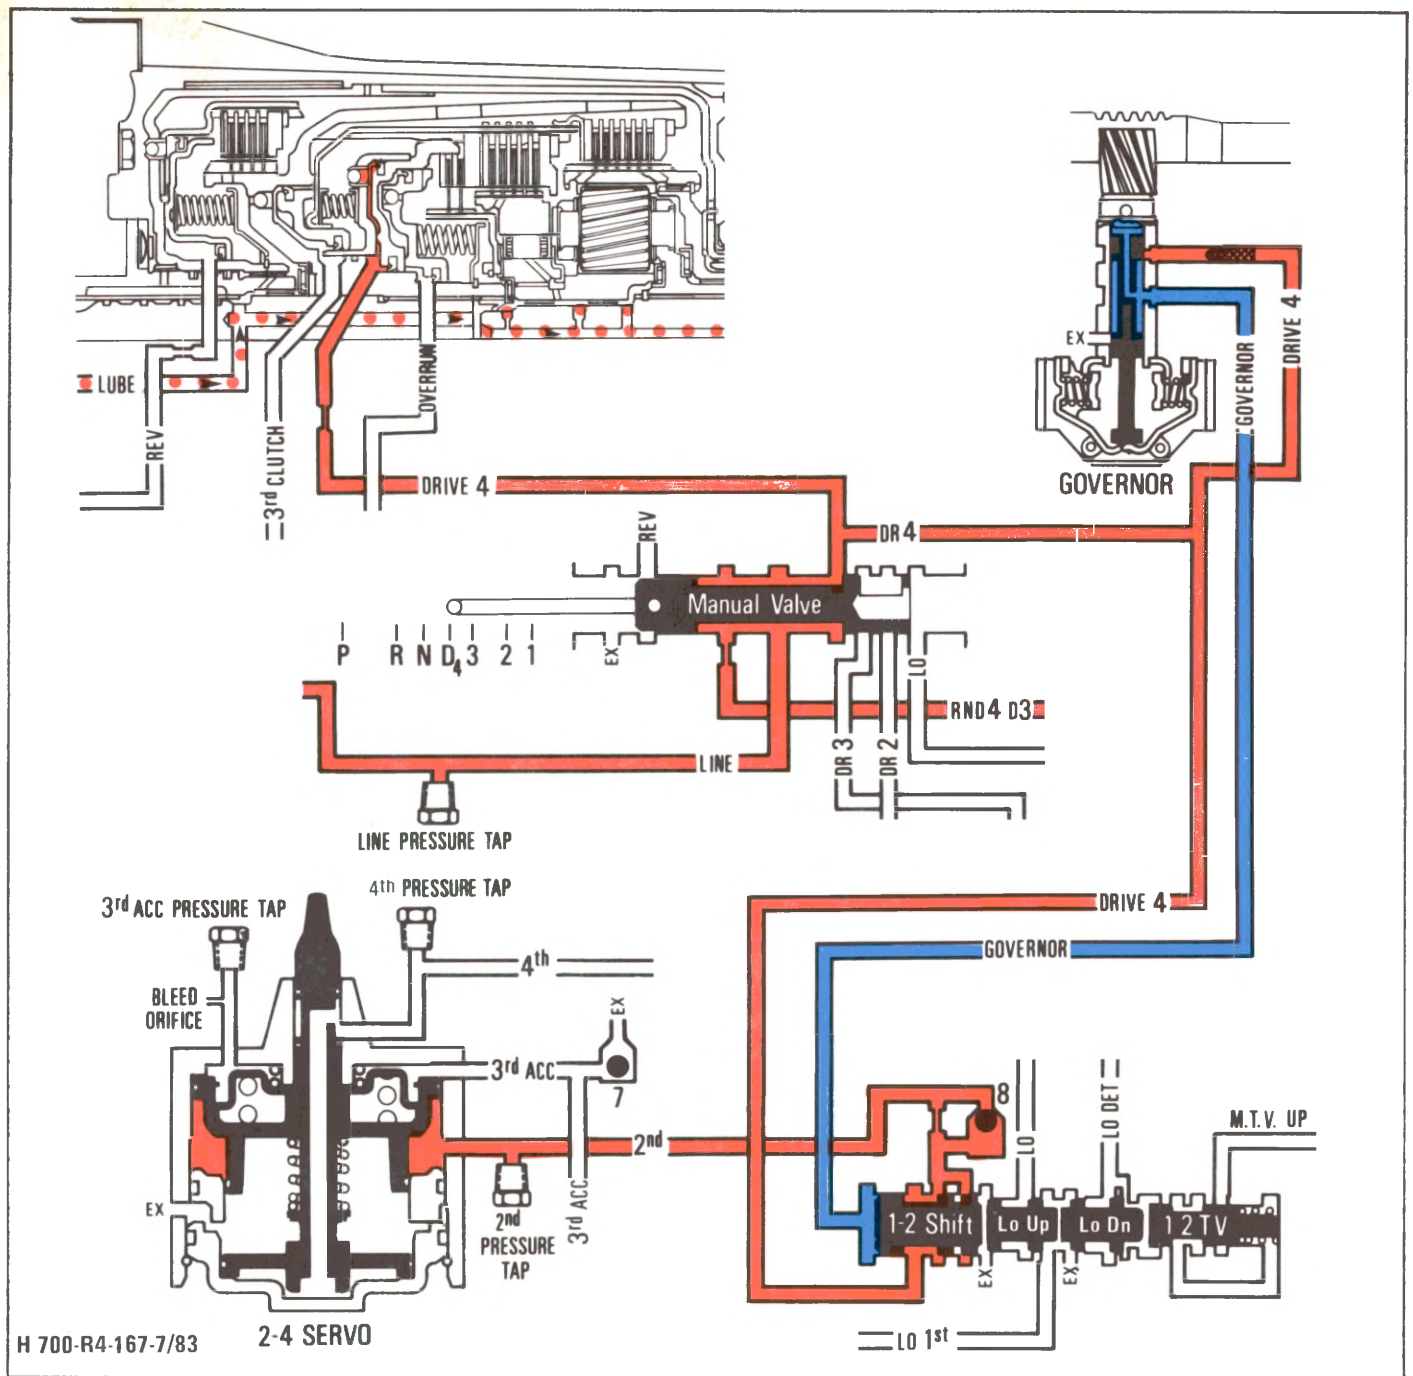 LUBE
REV
3rd CLUTCH
OVERRUN
DRIVE 4
EX
GOVERNOR
DRIVE 4
GOVERNOR
REV
DR 4
Manual Valve
P R N D4 3 2 1
EX
LO
RND4 D3
DR 3
DR 2
LINE
LINE PRESSURE TAP
4th PRESSURE TAP
3rd ACC PRESSURE TAP
DRIVE 4
GOVERNOR
4th
BLEED
ORIFICE
EX
3rd ACC
7
8
2nd
LO
LO DET
M.T.V. UP
EX
3rd ACC
2nd
PRESSURE
TAP
1-2 Shift
Lo Up
Lo Dn
1 2 TV
EX
EX
LO 1st
2-4 SERVO
H 700-R4-167-7/83